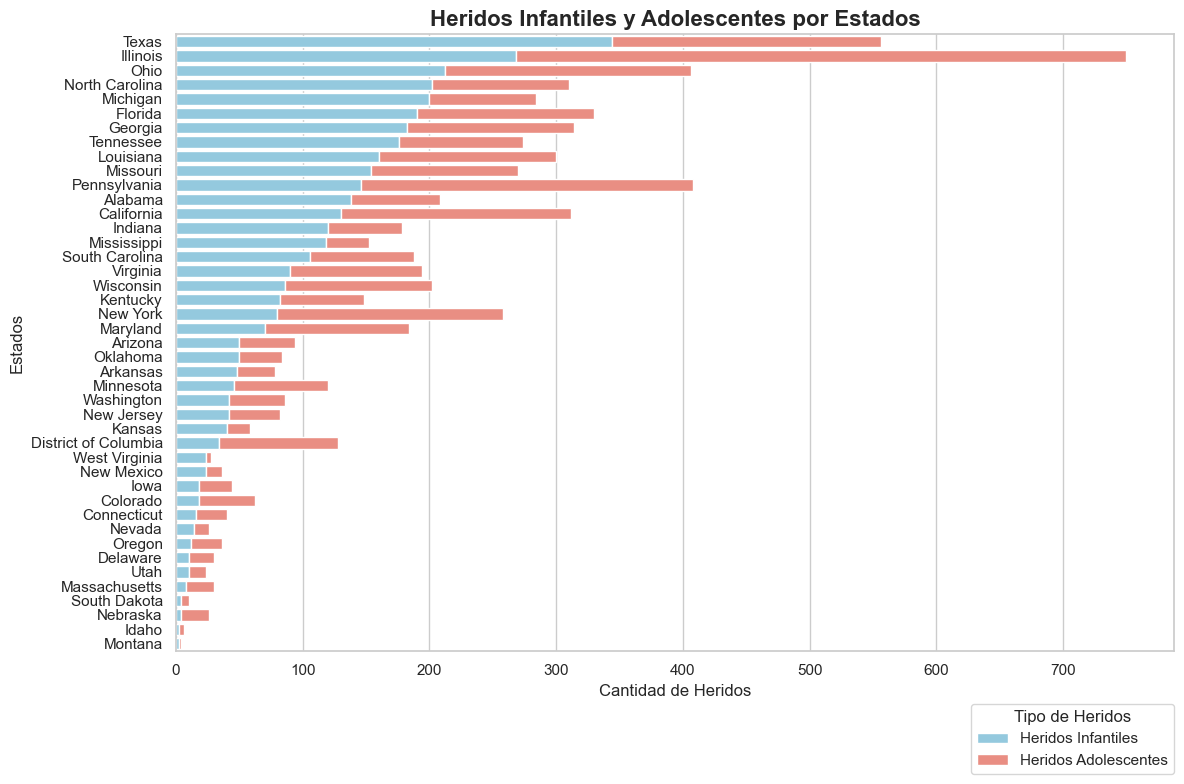 Heridos Infantiles y Adolescentes por Estados
Estados
Texas
Illinois
Ohio
North Carolina
Michigan
Florida
Georgia
Tennessee
Louisiana
Missouri
Pennsylvania
Alabama
California
Indiana
Mississippi
South Carolina
Virginia
Wisconsin
Kentucky
New York
Maryland
Arizona
Oklahoma
Arkansas
Minnesota
Washington
New Jersey
Kansas
District of Columbia
West Virginia
New Mexico
Iowa
Colorado
Connecticut
Nevada
Oregon
Delaware
Utah
Massachusetts
South Dakota
Nebraska
Idaho
Montana
0 100 200 300 400 500 600 700
Cantidad de Heridos
Tipo de Heridos
Heridos Infantiles
Heridos Adolescentes